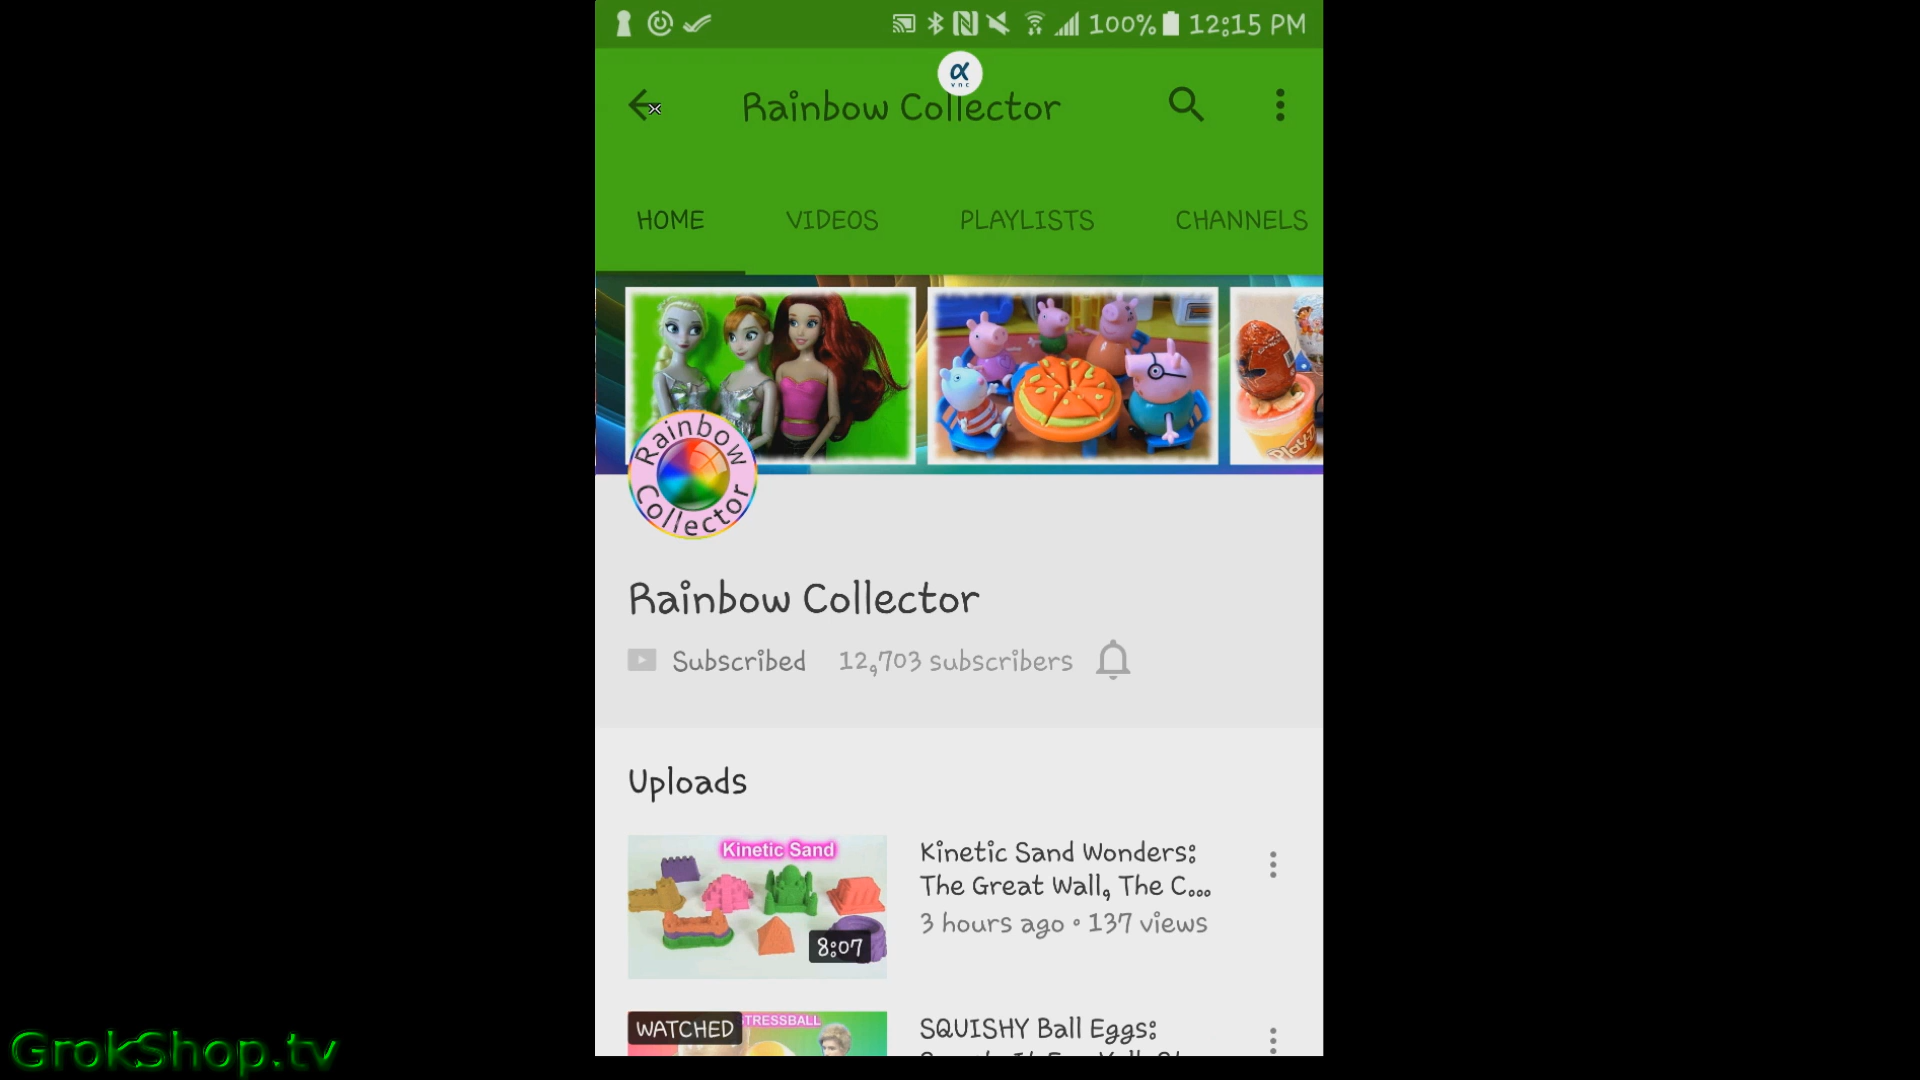 100% 12:15 PM
α
vnc
Rainbow Collector
HOME VIDEOS PLAYLISTS CHANNELS
Play-D
Rainbow
Collector
Rainbow Collector
Subscribed 12,703 subscribers
Uploads
Kinetic Sand
8:07
Kinetic Sand Wonders:
The Great Wall, The C...
3 hours ago • 137 views
WATCHED
STRESSBALL
SQUISHY Ball Eggs:
GrokShop.tv